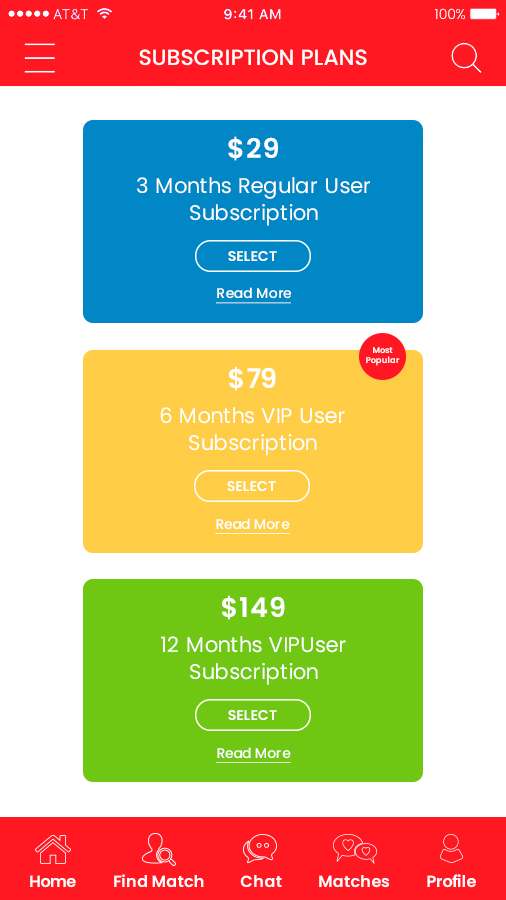 AT&T 9:41 AM 100%
SUBSCRIPTION PLANS
$29
3 Months Regular User
Subscription
SELECT
Read More
Most
Popular
$79
6 Months VIP User
Subscription
SELECT
Read More
$149
12 Months VIPUser
Subscription
SELECT
Read More
Home Find Match Chat Matches Profile